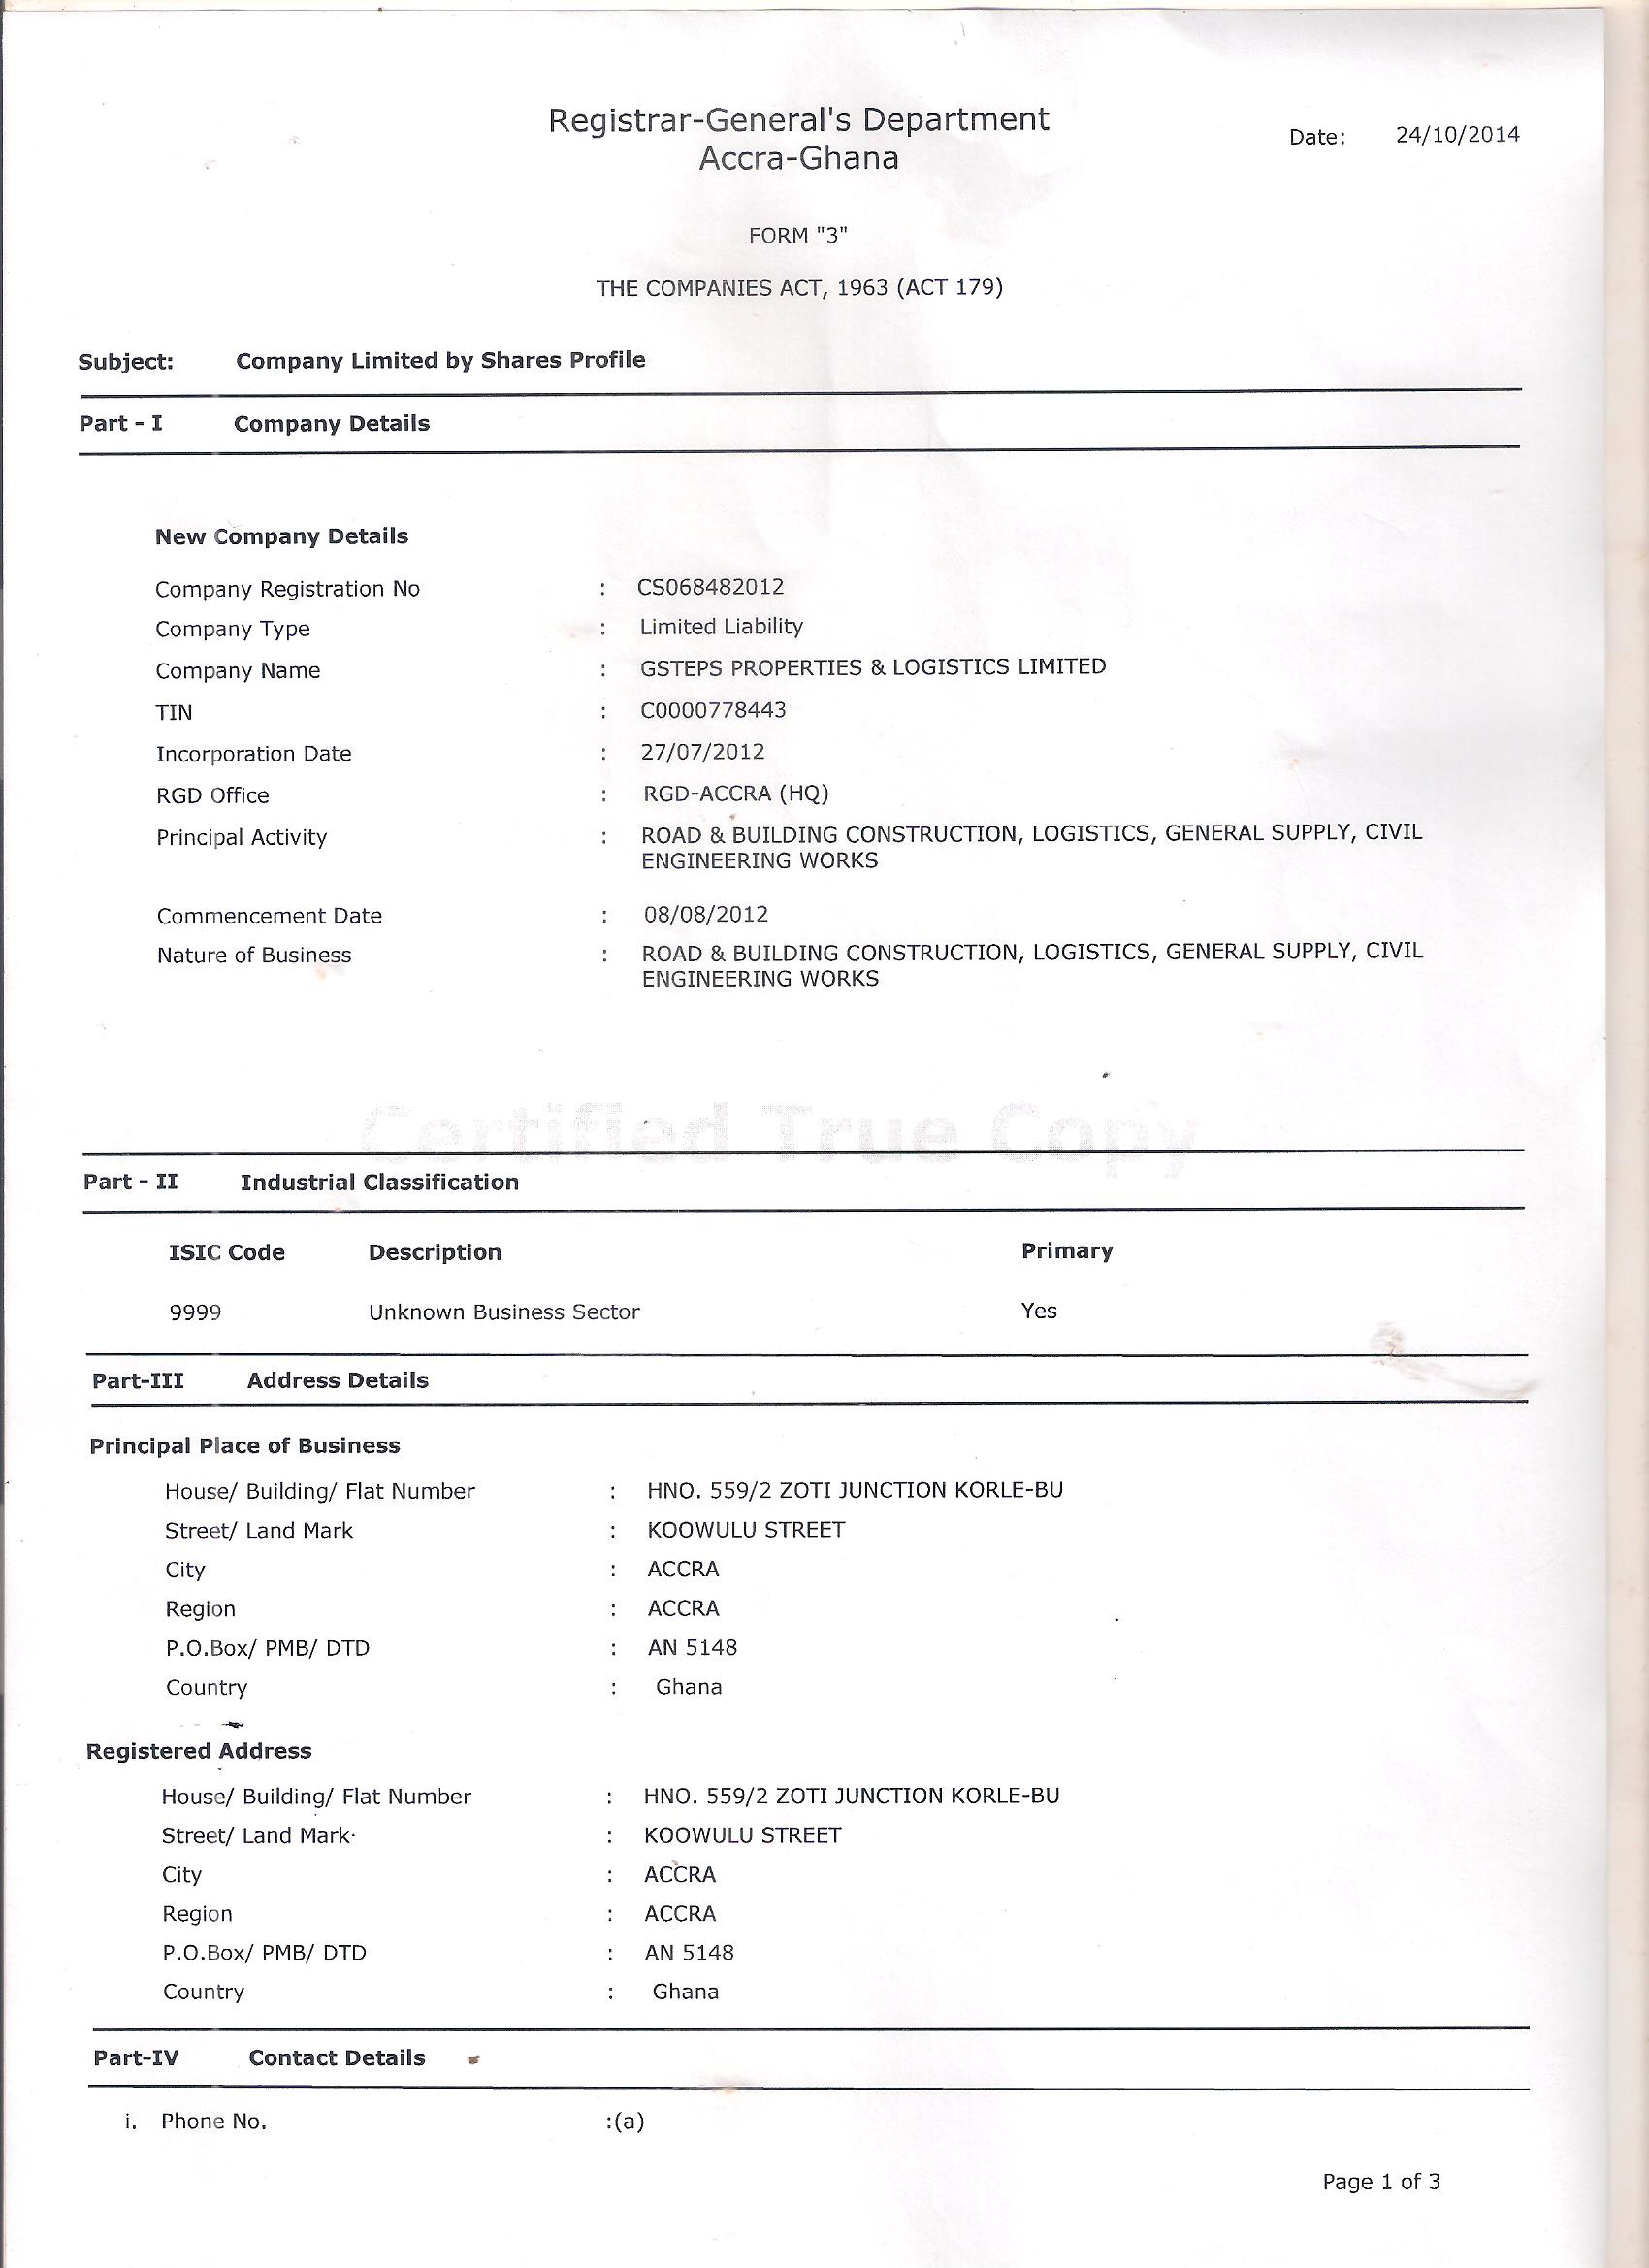 Registrar-General's Department
Accra-Ghana
Date: 24/10/2014
FORM "3"
THE COMPANIES ACT, 1963 (ACT 179)
Subject: Company Limited by Shares Profile
Part - I Company Details
New Company Details
Company Registration No : CS068482012
Company Type : Limited Liability
Company Name : GSTEPS PROPERTIES & LOGISTICS LIMITED
TIN : C0000778443
Incorporation Date : 27/07/2012
RGD Office : RGD-ACCRA (HQ)
Principal Activity : ROAD & BUILDING CONSTRUCTION, LOGISTICS, GENERAL SUPPLY, CIVIL
ENGINEERING WORKS
Commencement Date : 08/08/2012
Nature of Business : ROAD & BUILDING CONSTRUCTION, LOGISTICS, GENERAL SUPPLY, CIVIL
ENGINEERING WORKS
Certified True Copy
Part - II Industrial Classification
ISIC Code Description Primary
9999 Unknown Business Sector Yes
Part-III Address Details
Principal Place of Business
House/ Building/ Flat Number : HNO. 559/2 ZOTI JUNCTION KORLE-BU
Street/ Land Mark : KOOWULU STREET
City : ACCRA
Region : ACCRA
P.O.Box/ PMB/ DTD : AN 5148
Country : Ghana
Registered Address
House/ Building/ Flat Number : HNO. 559/2 ZOTI JUNCTION KORLE-BU
Street/ Land Mark : KOOWULU STREET
City : ACCRA
Region : ACCRA
P.O.Box/ PMB/ DTD : AN 5148
Country : Ghana
Part-IV Contact Details
i. Phone No. :(a)
Page 1 of 3